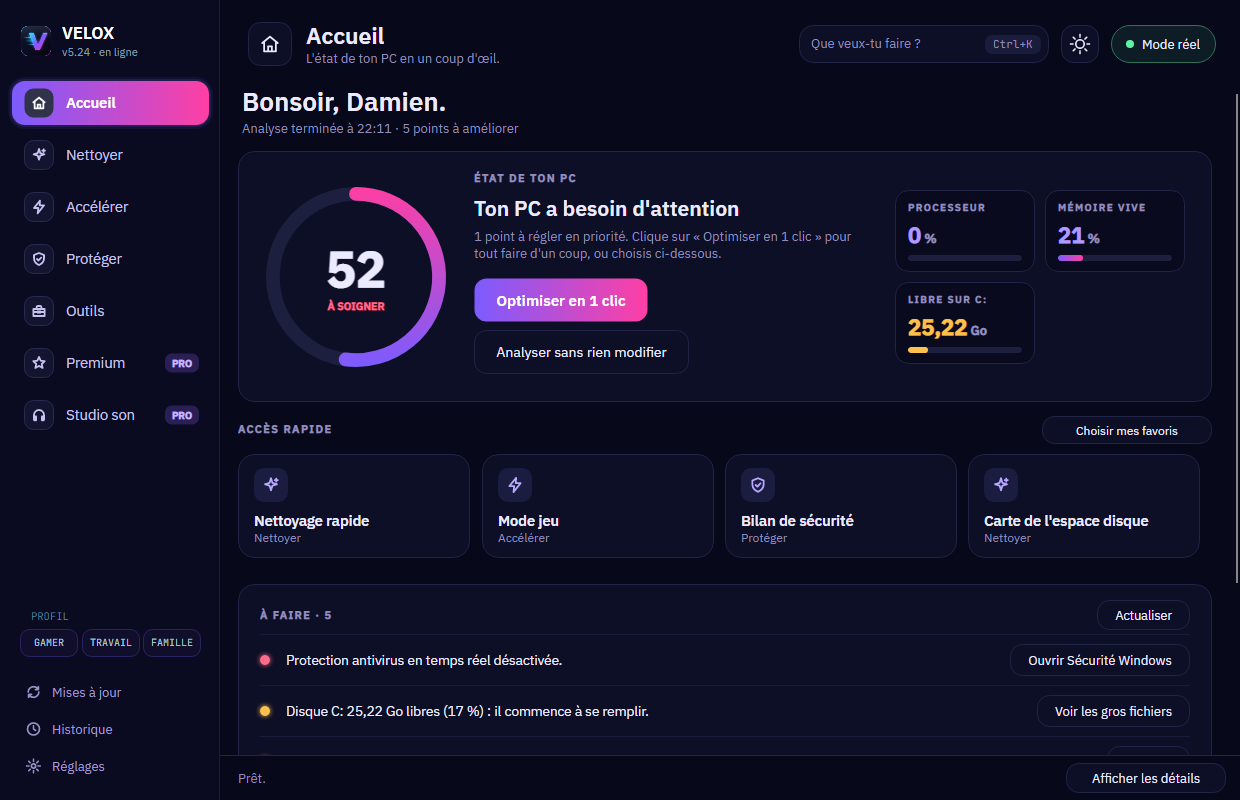 VELOX
v5.24 · en ligne
Accueil
Nettoyer
Accélérer
Protéger
Outils
Premium PRO
Studio son PRO
PROFIL
GAMER TRAVAIL FAMILLE
Mises à jour
Historique
Réglages
Accueil
L'état de ton PC en un coup d'œil.
Que veux-tu faire ? Ctrl+K
Mode réel
Bonsoir, Damien.
Analyse terminée à 22:11 · 5 points à améliorer
52
À SOIGNER
ÉTAT DE TON PC
Ton PC a besoin d'attention
1 point à régler en priorité. Clique sur « Optimiser en 1 clic » pour
tout faire d'un coup, ou choisis ci-dessous.
Optimiser en 1 clic
Analyser sans rien modifier
PROCESSEUR
0 %
MÉMOIRE VIVE
21 %
LIBRE SUR C:
25,22 Go
ACCÈS RAPIDE
Choisir mes favoris
Nettoyage rapide
Nettoyer
Mode jeu
Accélérer
Bilan de sécurité
Protéger
Carte de l'espace disque
Nettoyer
À FAIRE · 5
Actualiser
Protection antivirus en temps réel désactivée.
Ouvrir Sécurité Windows
Disque C: 25,22 Go libres (17 %) : il commence à se remplir.
Voir les gros fichiers
Prêt.
Afficher les détails